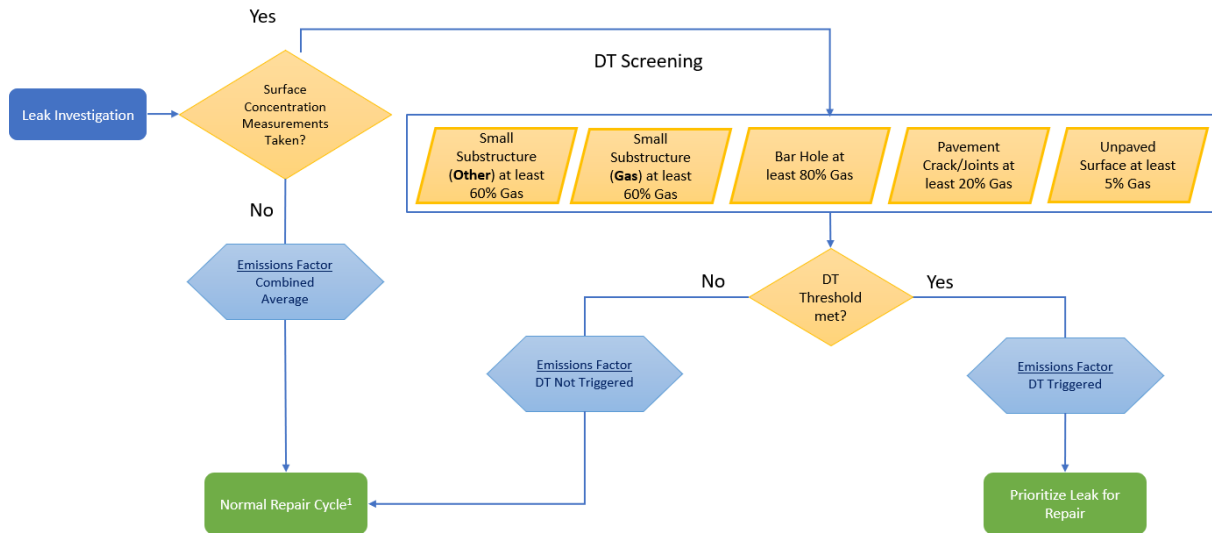 Yes
DT Screening
Leak Investigation
Surface
Concentration
Measurements
Taken?
Small
Substructure
(Other) at least
60% Gas
Small
Substructure
(Gas) at least
60% Gas
Bar Hole at
least 80% Gas
Pavement
Crack/Joints at
least 20% Gas
Unpaved
Surface at least
5% Gas
No
Emissions Factor
Combined
Average
No
DT
Threshold
met?
Yes
Emissions Factor
DT Not Triggered
Emissions Factor
DT Triggered
Normal Repair Cycle¹
Prioritize Leak for
Repair